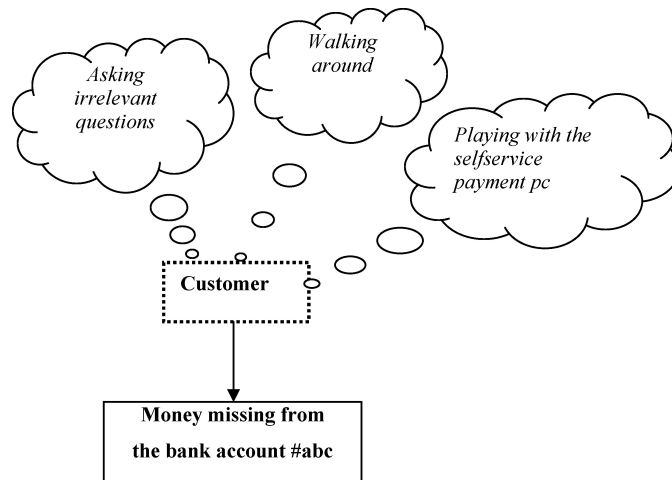 Asking
irrelevant
questions
Walking
around
Playing with the
selfservice
payment pc
Customer
Money missing from
the bank account #abc